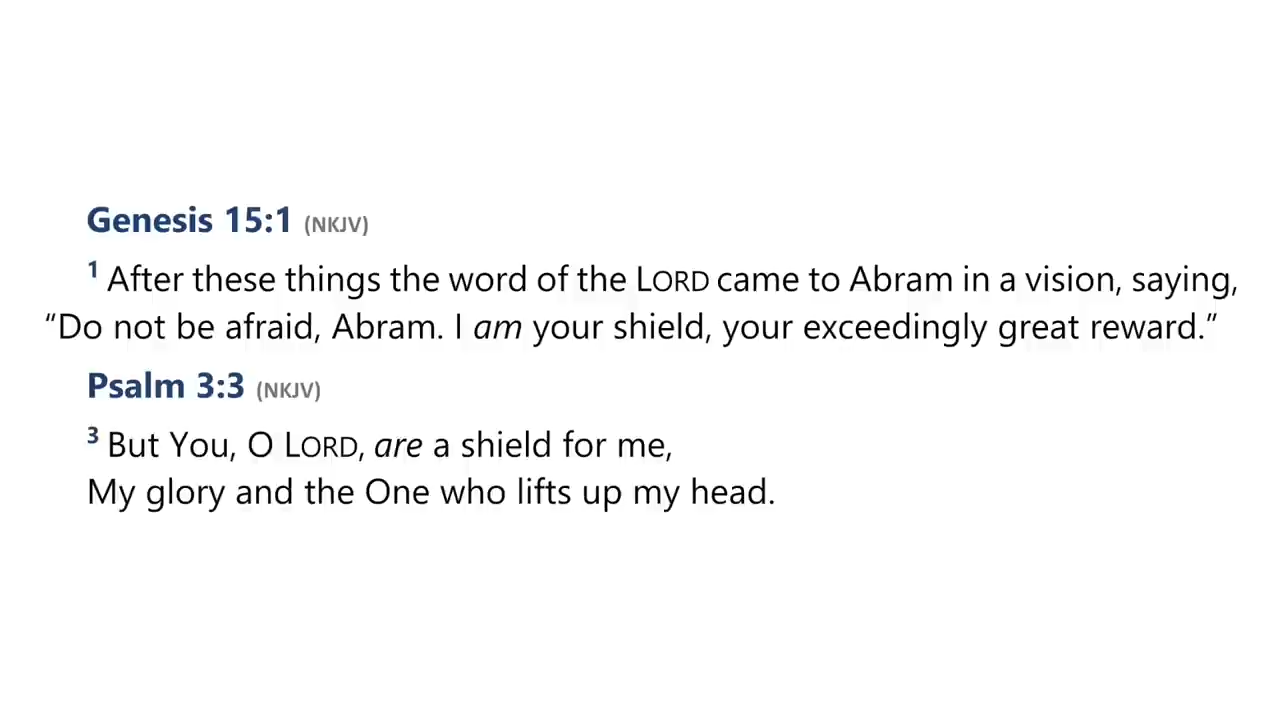 Genesis 15:1 (NKJV)
1 After these things the word of the LORD came to Abram in a vision, saying,
“Do not be afraid, Abram. I am your shield, your exceedingly great reward.”
Psalm 3:3 (NKJV)
3 But You, O LORD, are a shield for me,
My glory and the One who lifts up my head.